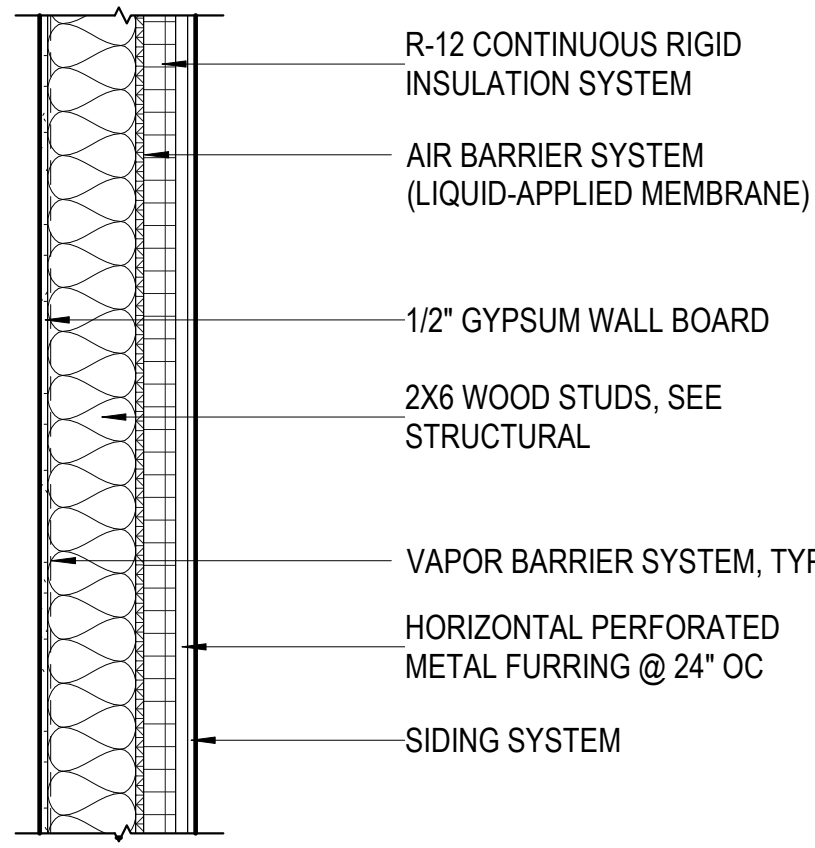 R-12 CONTINUOUS RIGID
INSULATION SYSTEM
AIR BARRIER SYSTEM
(LIQUID-APPLIED MEMBRANE)
1/2" GYPSUM WALL BOARD
2X6 WOOD STUDS, SEE
STRUCTURAL
VAPOR BARRIER SYSTEM, TYP
HORIZONTAL PERFORATED
METAL FURRING @ 24" OC
SIDING SYSTEM